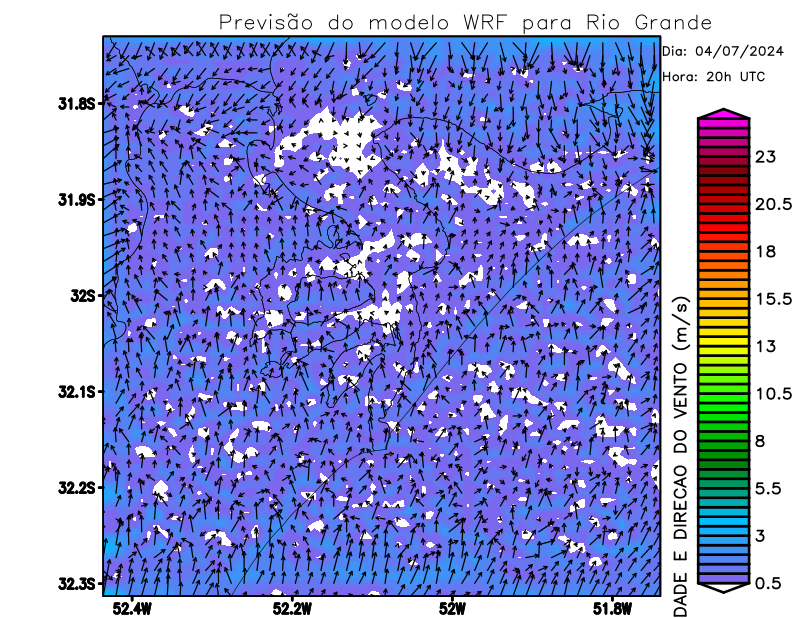 Previsão do modelo WRF para Rio Grande
Dia: 04/07/2024
Hora: 20h UTC
31.8S
31.9S
32S
32.1S
32.2S
32.3S
52.4W
52.2W
52W
51.8W
23
20.5
18
15.5
13
10.5
8
5.5
3
0.5
DADE E DIRECAO DO VENTO (m/s)